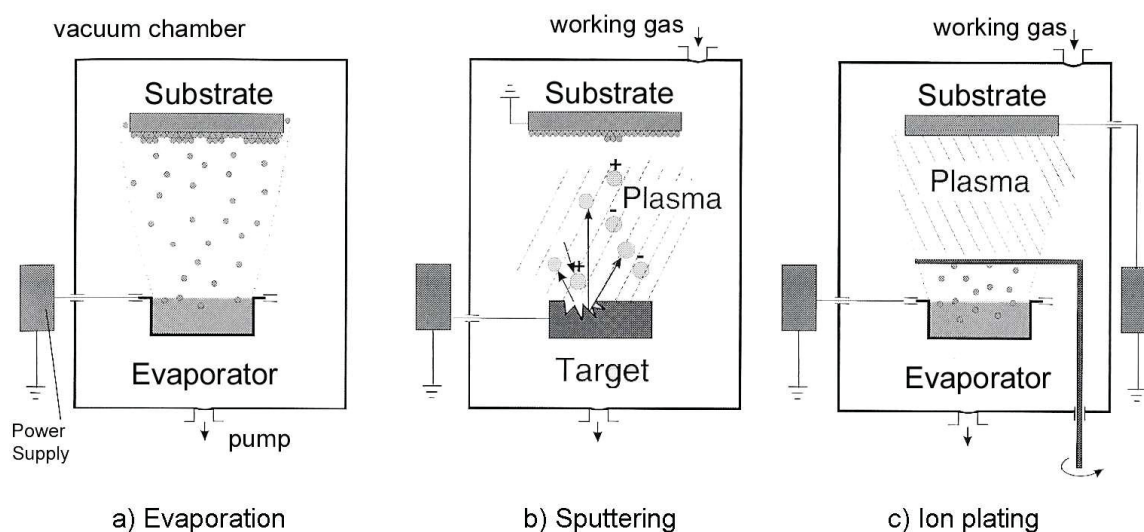 vacuum chamber
Substrate
Evaporator
Power
Supply
pump
a) Evaporation
working gas
Substrate
+
Plasma
-
+
-
Target
b) Sputtering
working gas
Substrate
Plasma
Evaporator
c) Ion plating